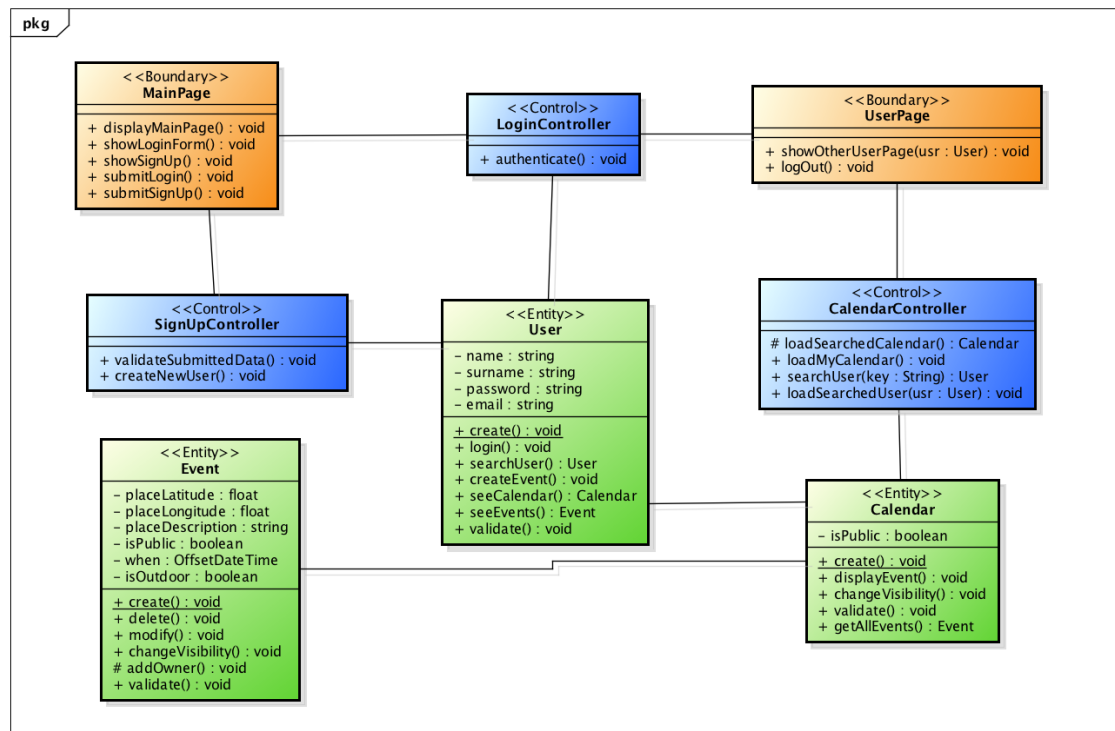 pkg
<<Boundary>>
MainPage
+ displayMainPage() : void
+ showLoginForm() : void
+ showSignUp() : void
+ submitLogin() : void
+ submitSignUp() : void
<<Control>>
LoginController
+ authenticate() : void
<<Boundary>>
UserPage
+ showOtherUserPage(usr : User) : void
+ logOut() : void
<<Control>>
SignUpController
+ validateSubmittedData() : void
+ createNewUser() : void
<<Entity>>
User
− name : string
− surname : string
− password : string
− email : string
+ create() : void
+ login() : void
+ searchUser() : User
+ createEvent() : void
+ seeCalendar() : Calendar
+ seeEvents() : Event
+ validate() : void
<<Control>>
CalendarController
# loadSearchedCalendar() : Calendar
+ loadMyCalendar() : void
+ searchUser(key : String) : User
+ loadSearchedUser(usr : User) : void
<<Entity>>
Event
− placeLatitude : float
− placeLongitude : float
− placeDescription : string
− isPublic : boolean
− when : OffsetDateTime
− isOutdoor : boolean
+ create() : void
+ delete() : void
+ modify() : void
+ changeVisibility() : void
# addOwner() : void
+ validate() : void
<<Entity>>
Calendar
− isPublic : boolean
+ create() : void
+ displayEvent() : void
+ changeVisibility() : void
+ validate() : void
+ getAllEvents() : Event